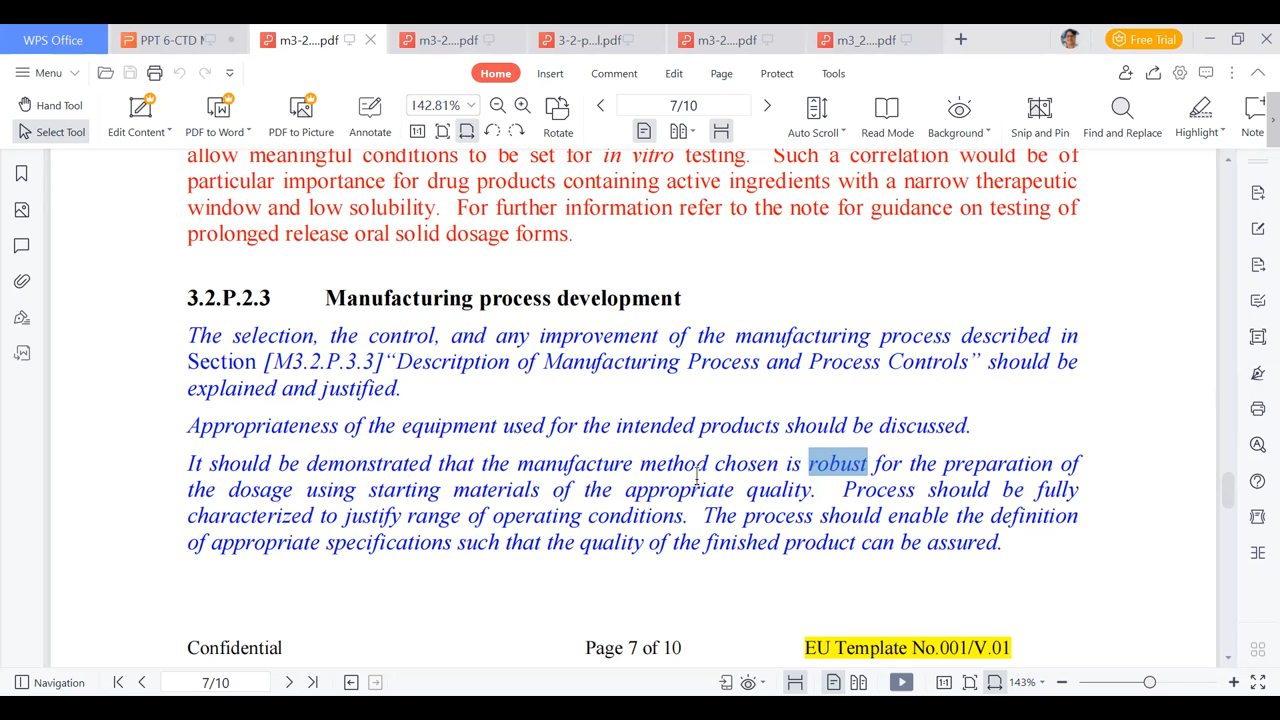 WPS Office
PPT 6-CTD M
m3-2....pdf
m3-2....pdf
3-2-p...l.pdf
m3-2....pdf
m3_2....pdf
Free Trial
Menu
Home
Insert
Comment
Edit
Page
Protect
Tools
Hand Tool
Select Tool
Edit Content
PDF to Word
PDF to Picture
Annotate
142.81%
Rotate
7/10
Auto Scroll
Read Mode
Background
Snip and Pin
Find and Replace
Highlight
Note
allow meaningful conditions to be set for in vitro testing. Such a correlation would be of
particular importance for drug products containing active ingredients with a narrow therapeutic
window and low solubility. For further information refer to the note for guidance on testing of
prolonged release oral solid dosage forms.
3.2.P.2.3 Manufacturing process development
The selection, the control, and any improvement of the manufacturing process described in
Section [M3.2.P.3.3]“Descritption of Manufacturing Process and Process Controls” should be
explained and justified.
Appropriateness of the equipment used for the intended products should be discussed.
It should be demonstrated that the manufacture method chosen is robust for the preparation of
the dosage using starting materials of the appropriate quality. Process should be fully
characterized to justify range of operating conditions. The process should enable the definition
of appropriate specifications such that the quality of the finished product can be assured.
Confidential Page 7 of 10 EU Template No.001/V.01
Navigation
7/10
143%